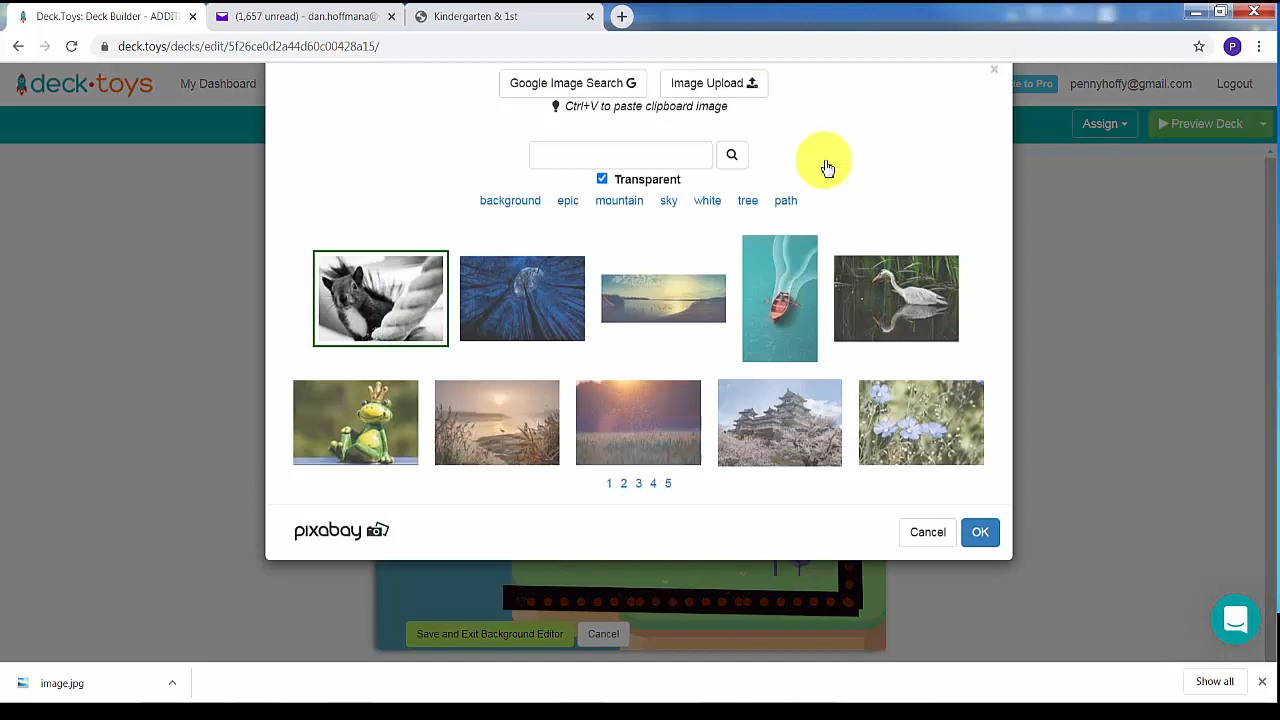 Deck.Toys: Deck Builder - ADDITI
(1,657 unread) - dan.hoffmana@
Kindergarten & 1st
deck.toys/decks/edit/5f26ce0d2a44d60c00428a15/
P
deck•toys
My Dashboard
te to Pro
pennyhoffy@gmail.com
Logout
Assign
Preview Deck
Google Image Search G
Image Upload
Ctrl+V to paste clipboard image
Transparent
background epic mountain sky white tree path
1 2 3 4 5
pixabay
Cancel
OK
Save and Exit Background Editor
Cancel
image.jpg
Show all